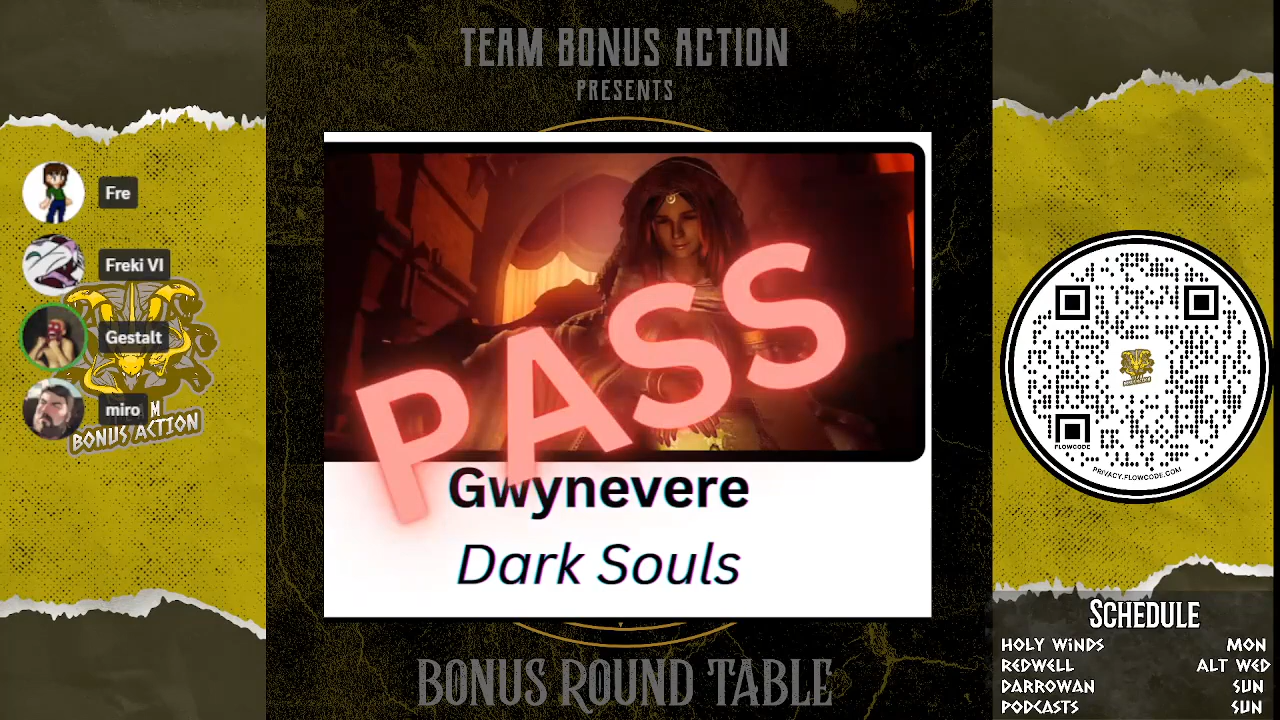 TEAM BONUS ACTION
PRESENTS
Fre
Freki VI
Gestalt
miro
M
BONUS ACTION
PASS
Gwynevere
Dark Souls
BONUS ROUND TABLE
FLOWCODE
PRIVACY.FLOWCODE.COM
SCHEDULE
HOLY WINDS MON
REDWELL ALT WED
DARROWAN SUN
PODCASTS SUN